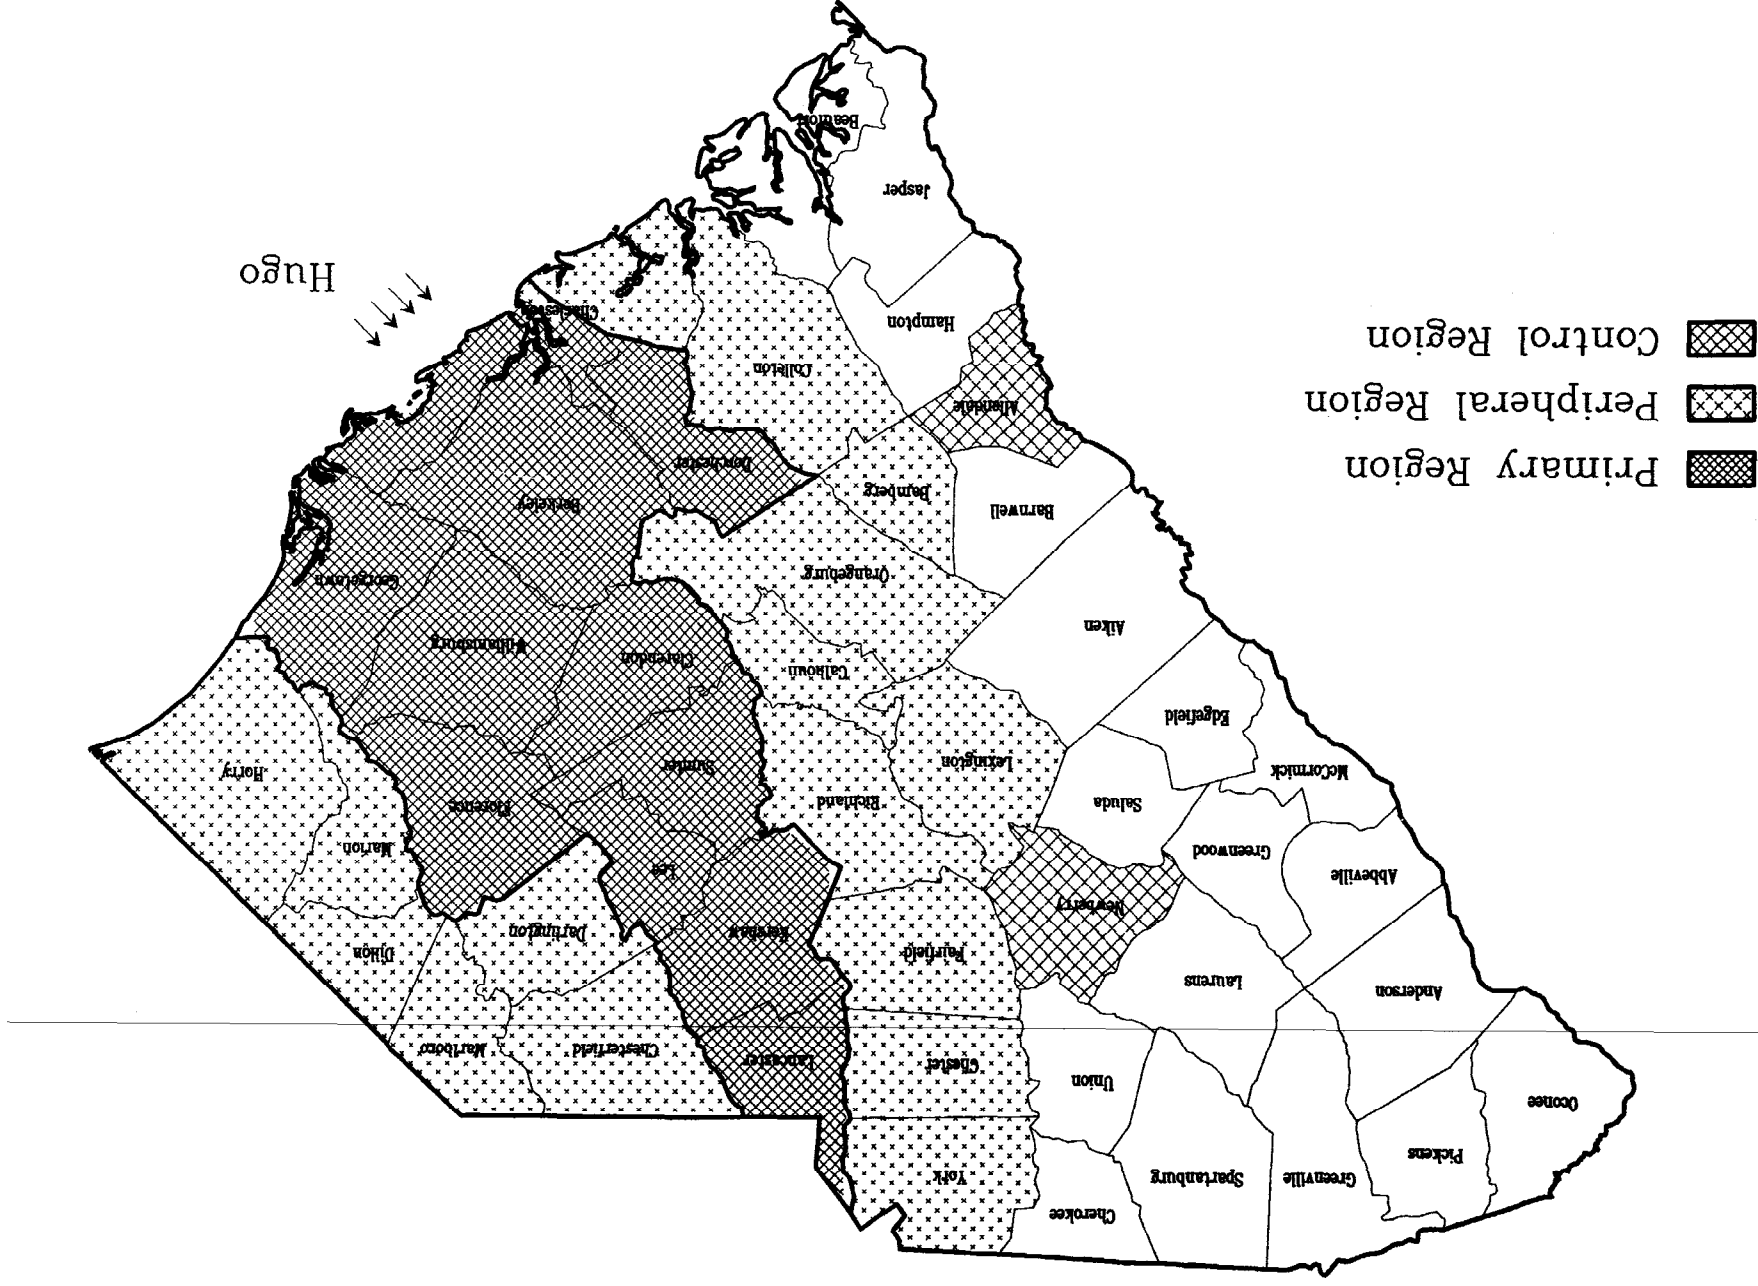 Cherokee
York
Spartanburg
Greenville
Pickens
Oconee
Union
Chester
Lancaster
Chesterfield
Marlboro
Anderson
Laurens
Fairfield
Kershaw
Darlington
Dillon
Newberry
Abbeville
Greenwood
Lee
Marion
Saluda
Richland
Florence
McCormick
Lexington
Sumter
Horry
Edgefield
Calhoun
Clarendon
Williamsburg
Aiken
Orangeburg
Georgetown
Barnwell
Bamberg
Berkeley
Dorchester
Allendale
Colleton
Hampton
Charleston
Jasper
Beaufort
Hugo
Primary Region
Peripheral Region
Control Region